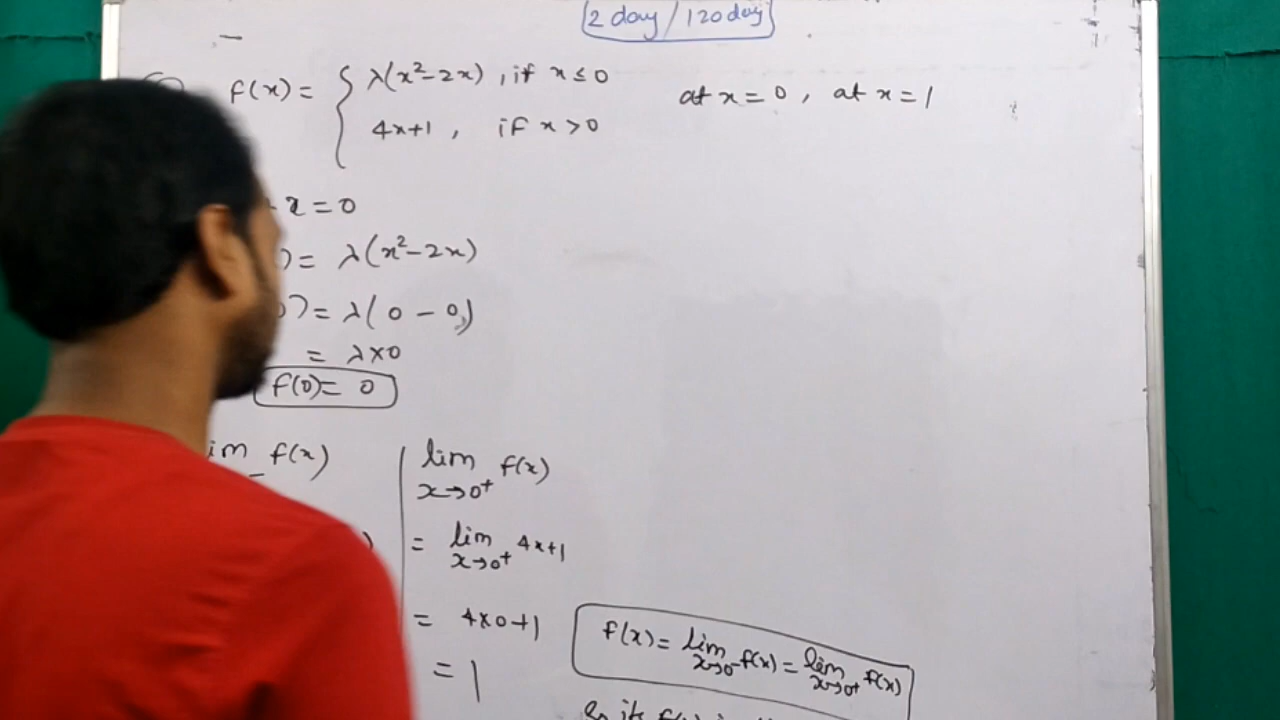 2 day / 120 day
f(x) = { λ(x²-2x) , if x ≤ 0 at x = 0 , at x = 1
4x+1 , if x > 0
x = 0
) = λ(x²-2x)
0) = λ(0 - 0)
= λ×0
f(0) = 0
im f(x) | lim x→0⁺ f(x)
= lim x→0⁺ 4x+1
= 4×0+1
= 1
f(x) = lim x→0⁻ f(x) = lim x→0⁺ f(x)